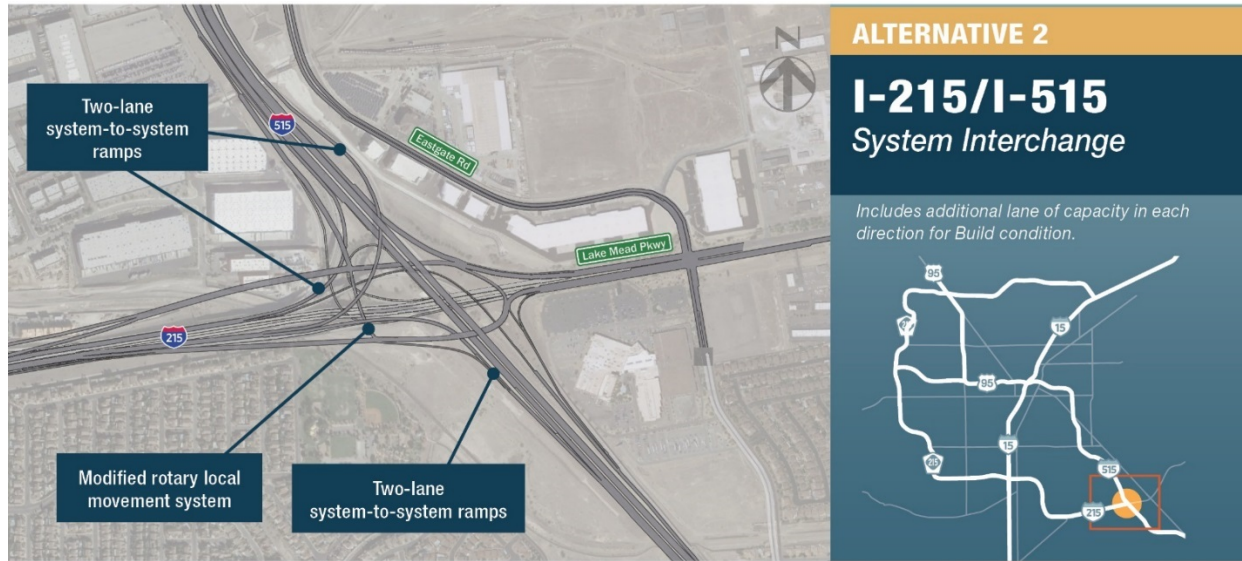 Two-lane
system-to-system
ramps
515
Eastgate Rd
Lake Mead Pkwy
215
Modified rotary local
movement system
Two-lane
system-to-system ramps
N
ALTERNATIVE 2
I-215/I-515
System Interchange
Includes additional lane of capacity in each
direction for Build condition.
95
15
95
15
215
515
215